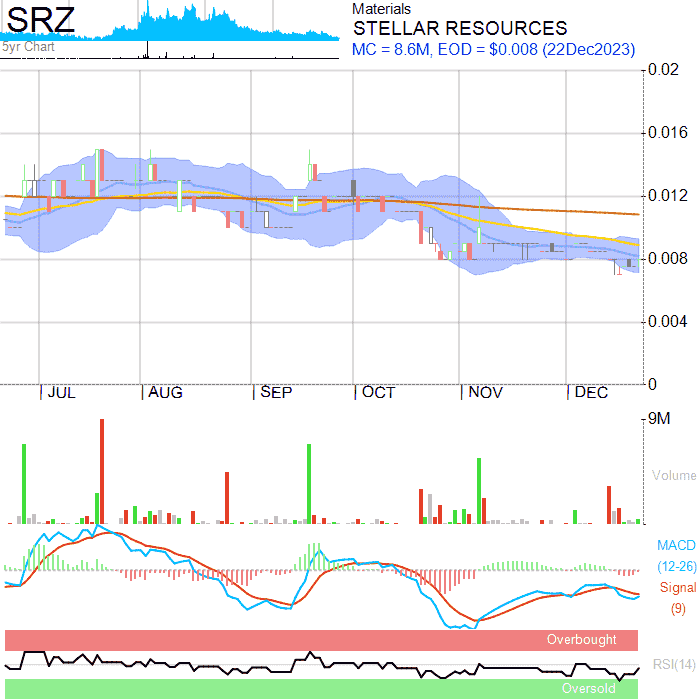 SRZ
5yr Chart
Materials
STELLAR RESOURCES
MC = 8.6M, EOD = $0.008 (22Dec2023)
0.02
0.016
0.012
0.008
0.004
0
JUL AUG SEP OCT NOV DEC
9M
Volume
MACD
(12-26)
Signal
(9)
Overbought
RSI(14)
Oversold